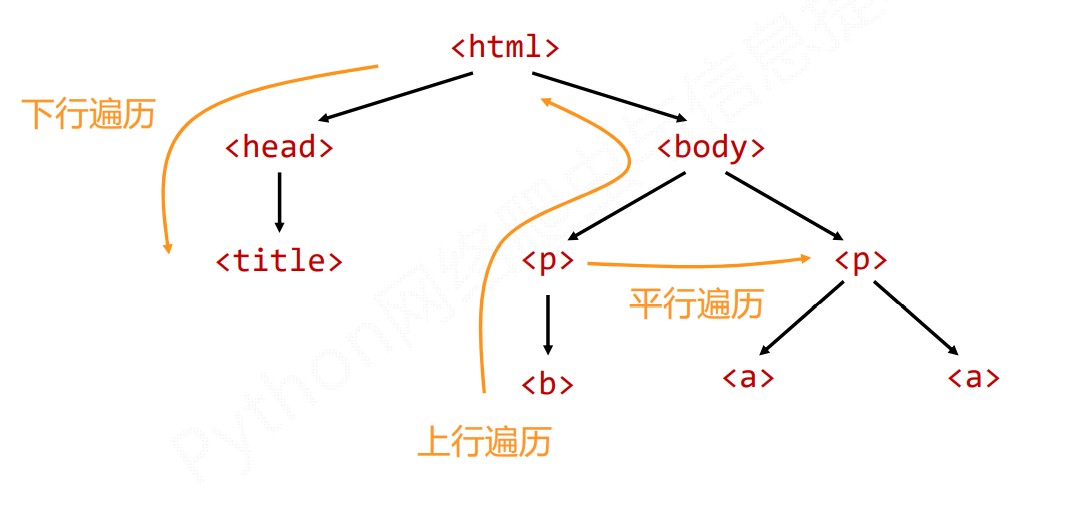 <html>
下行遍历
<head>
<body>
<title>
<p>
<p>
平行遍历
<b>
<a>
<a>
上行遍历
Python网络爬虫与信息提